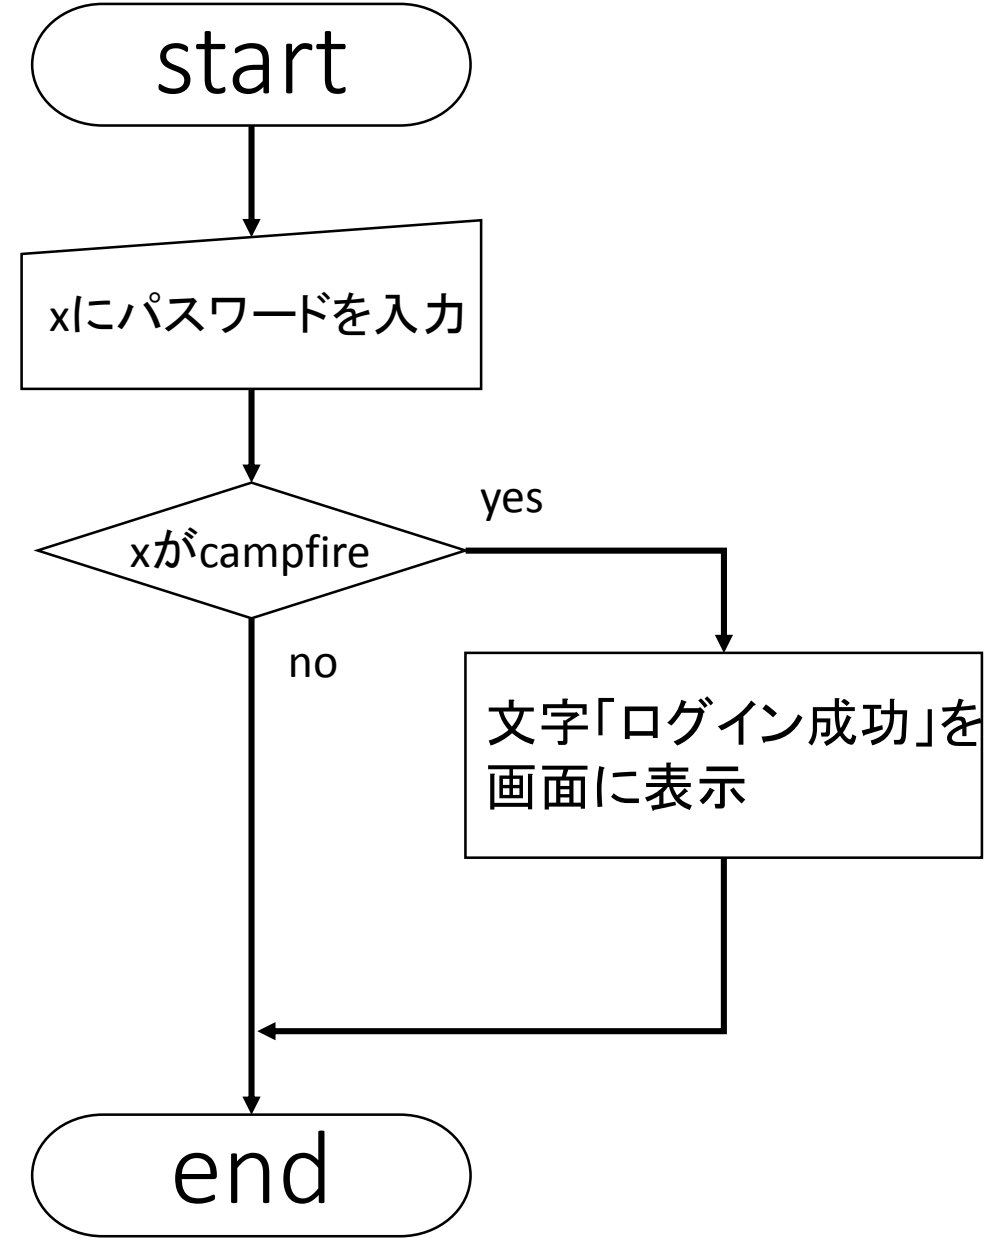 start
xにパスワードを入力
xがcampfire
yes
no
文字「ログイン成功」を
画面に表示
end